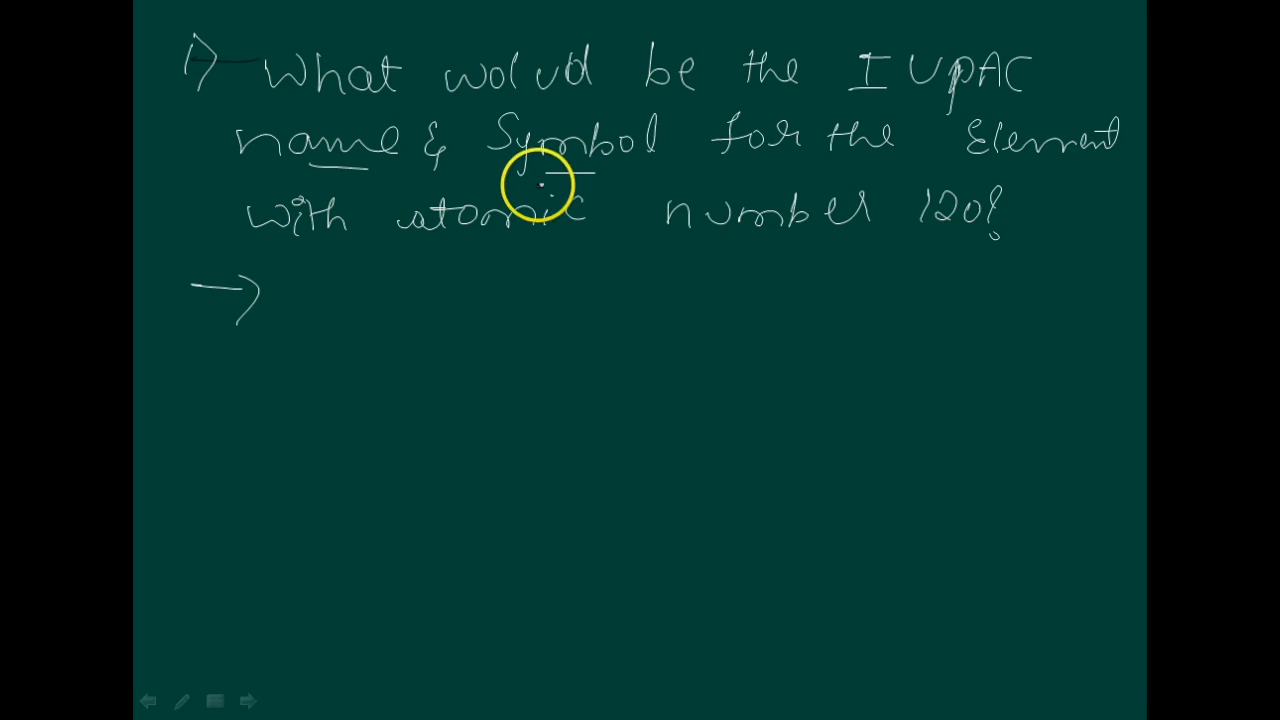 1) What wolud be the IUPAC
name & Symbol for the Element
with atomic number 120?
→